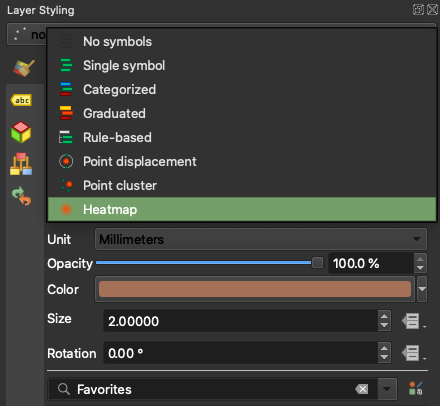 Layer Styling
no
No symbols
Single symbol
abc
Categorized
Graduated
Rule-based
Point displacement
Point cluster
Heatmap
Unit Millimeters
Opacity 100.0 %
Color
Size 2.00000
Rotation 0.00 °
Favorites